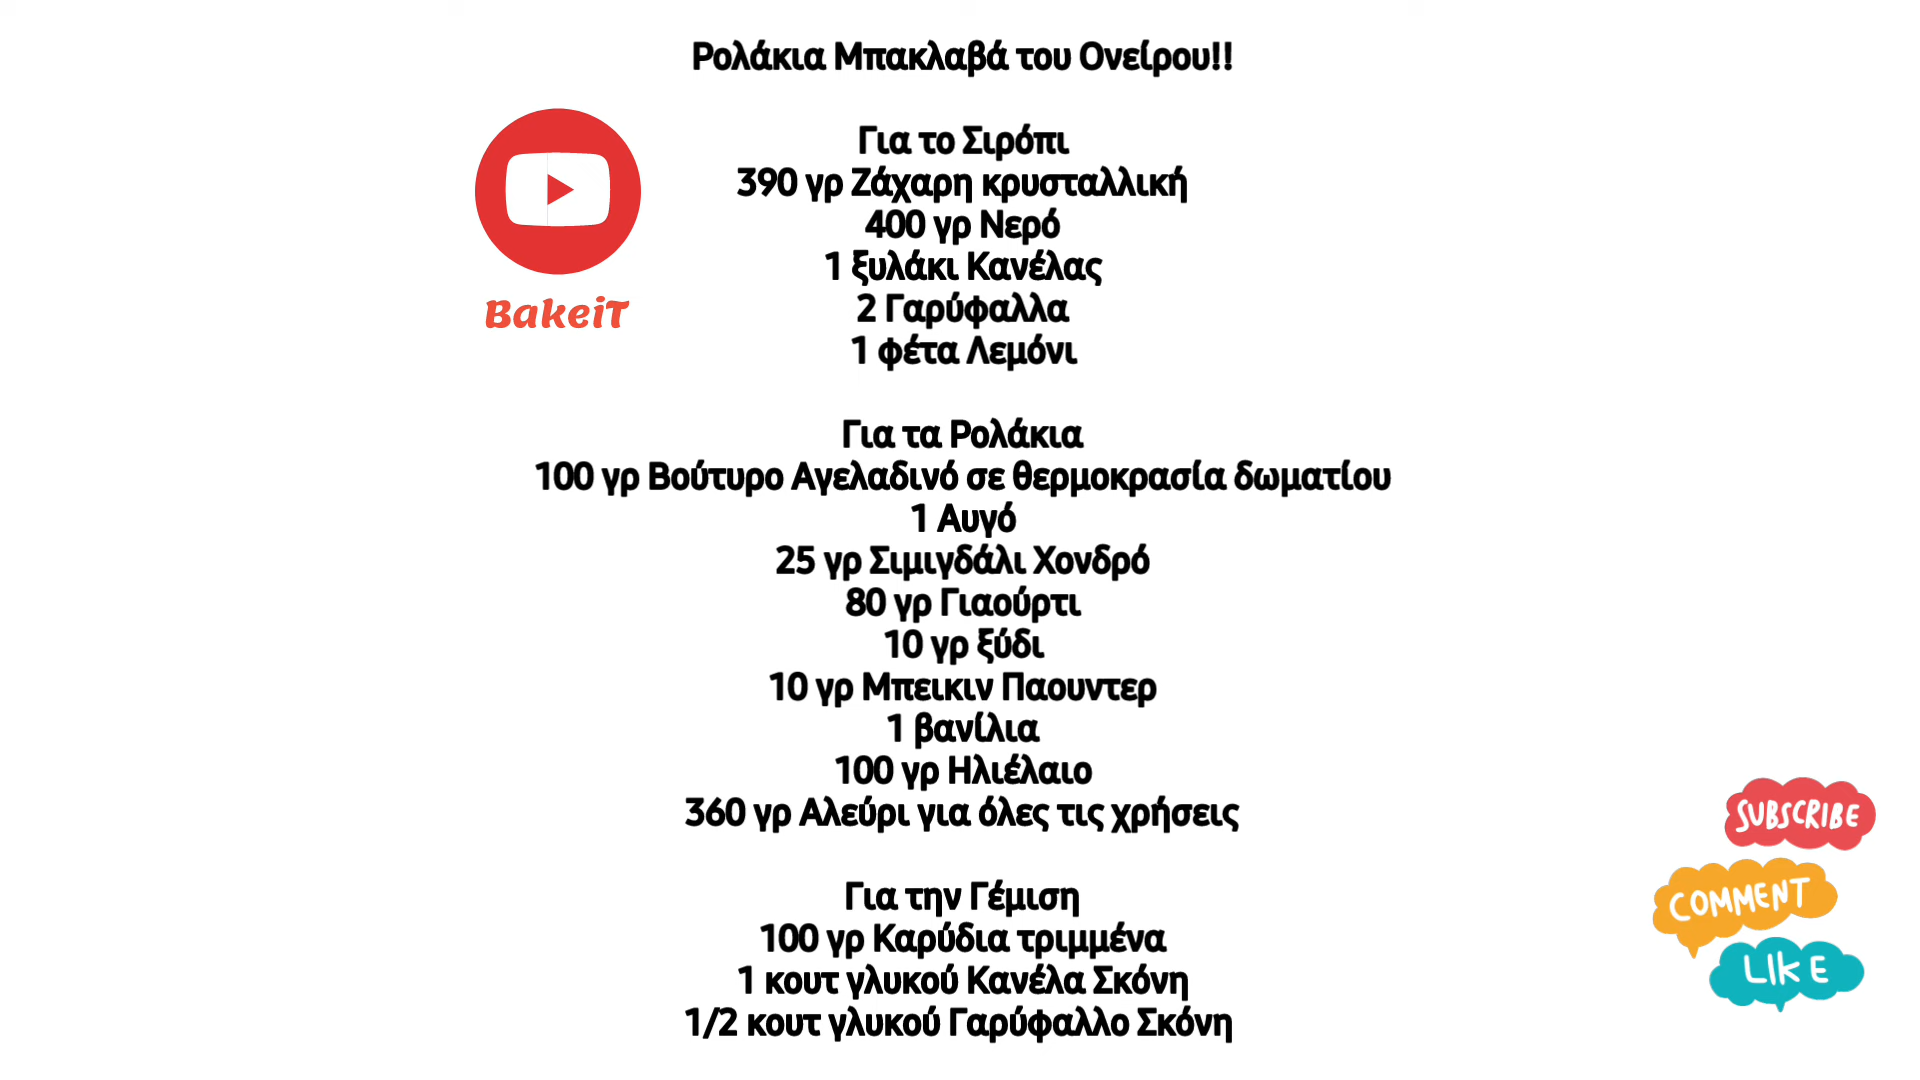 Ρολάκια Μπακλαβά του Ονείρου!!
Για το Σιρόπι
390 γρ Ζάχαρη κρυσταλλική
400 γρ Νερό
1 ξυλάκι Κανέλας
2 Γαρύφαλλα
1 φέτα Λεμόνι
BakeiT
Για τα Ρολάκια
100 γρ Βούτυρο Αγελαδινό σε θερμοκρασία δωματίου
1 Αυγό
25 γρ Σιμιγδάλι Χονδρό
80 γρ Γιαούρτι
10 γρ ξύδι
10 γρ Μπεικιν Παουντερ
1 βανίλια
100 γρ Ηλιέλαιο
360 γρ Αλεύρι για όλες τις χρήσεις
Για την Γέμιση
100 γρ Καρύδια τριμμένα
1 κουτ γλυκού Κανέλα Σκόνη
1/2 κουτ γλυκού Γαρύφαλλο Σκόνη
SUBSCRIBE
COMMENT
LIKE